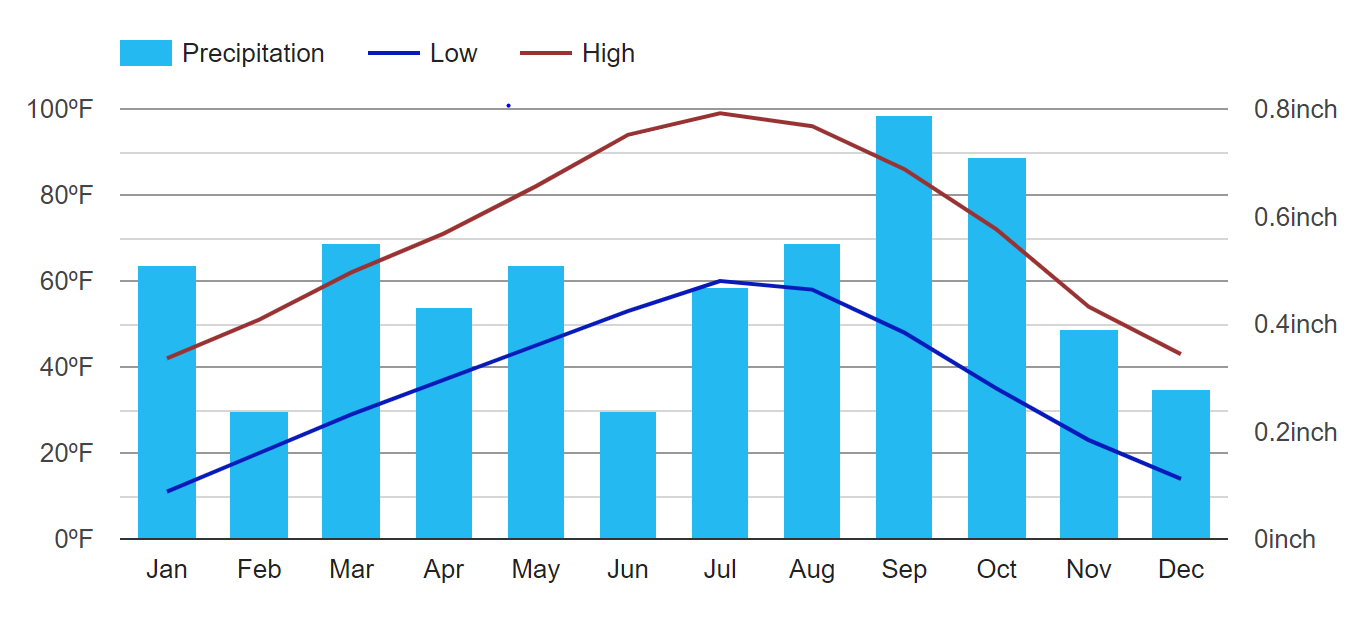 Precipitation Low High
100ºF 0.8inch
80ºF
0.6inch
60ºF
0.4inch
40ºF
0.2inch
20ºF
0ºF 0inch
Jan Feb Mar Apr May Jun Jul Aug Sep Oct Nov Dec